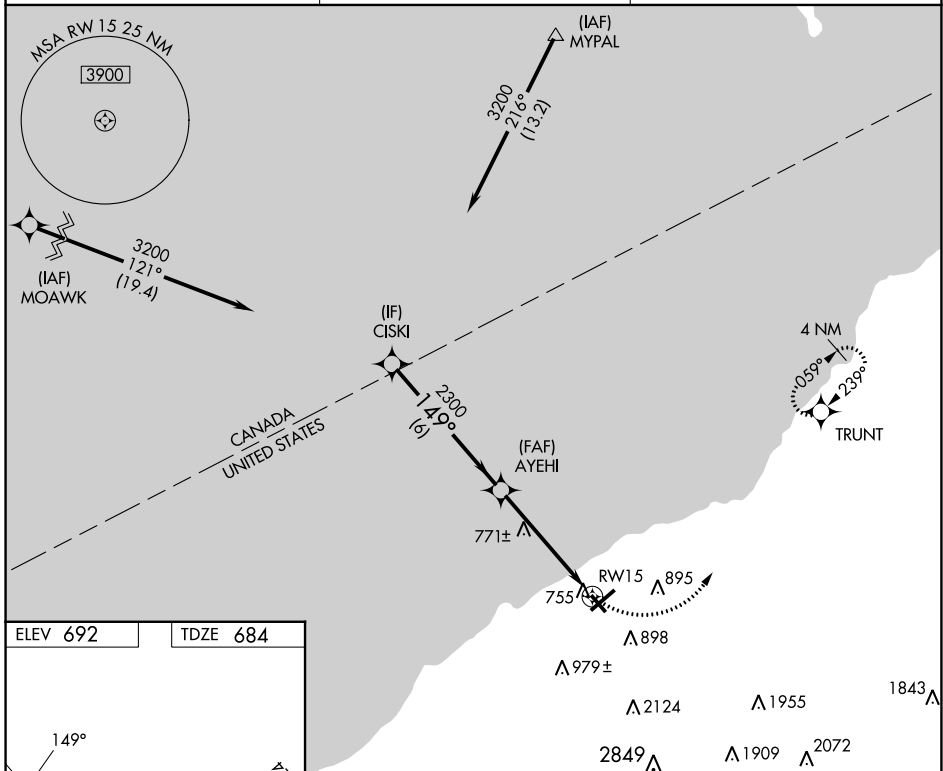 MSA RW 15 25 NM
3900
(IAF)
MYPAL
3200
216°
(13.2)
(IAF)
MOAWK
3200
121°
(19.4)
(IF)
CISKI
4 NM
059°
239°
TRUNT
CANADA
UNITED STATES
2300
149°
(6)
(FAF)
AYEHI
771±
RW15
755
895
898
979±
2124
1955
1843
2849
1909
2072
ELEV 692
TDZE 684
149°